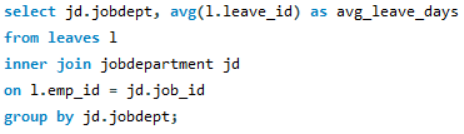 select jd.jobdept, avg(l.leave_id) as avg_leave_days
from leaves l
inner join jobdepartment jd
on l.emp_id = jd.job_id
group by jd.jobdept;